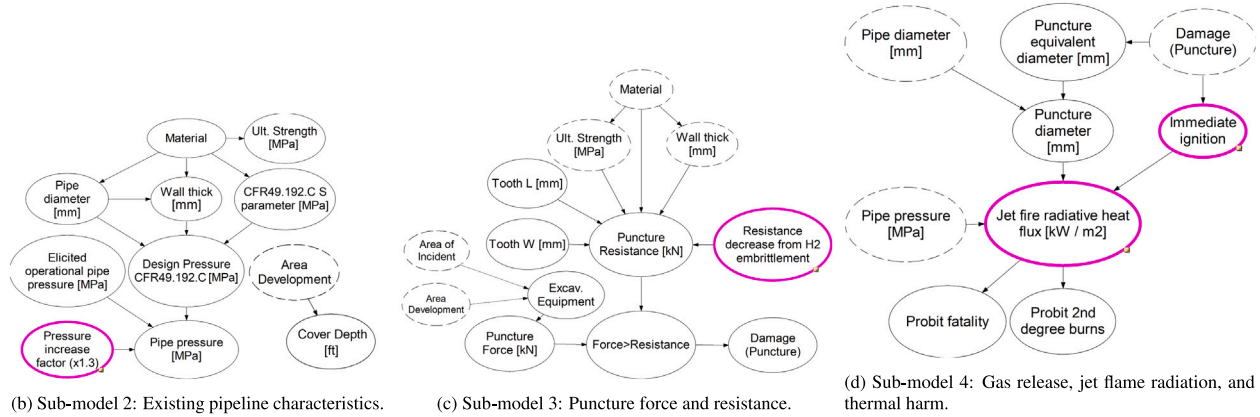 Material
Ult. Strength
[MPa]
Pipe
diameter
[mm]
Wall thick
[mm]
CFR49.192.C S
parameter [MPa]
Elicited
operational pipe
pressure [MPa]
Design Pressure
CFR49.192.C [MPa]
Area
Development
Pressure
increase
factor (x1.3)
Pipe pressure
[MPa]
Cover Depth
[ft]
(b) Sub-model 2: Existing pipeline characteristics.
Material
Ult. Strength
[MPa]
Wall thick
[mm]
Tooth L [mm]
Tooth W [mm]
Puncture
Resistance [kN]
Resistance
decrease from H2
embrittlement
Area of
Incident
Area
Development
Excav.
Equipment
Puncture
Force [kN]
Force>Resistance
Damage
(Puncture)
(c) Sub-model 3: Puncture force and resistance.
Pipe diameter
[mm]
Puncture
equivalent
diameter [mm]
Damage
(Puncture)
Puncture
diameter
[mm]
Immediate
ignition
Pipe pressure
[MPa]
Jet fire radiative heat
flux [kW / m2]
Probit fatality
Probit 2nd
degree burns
(d) Sub-model 4: Gas release, jet flame radiation, and
thermal harm.